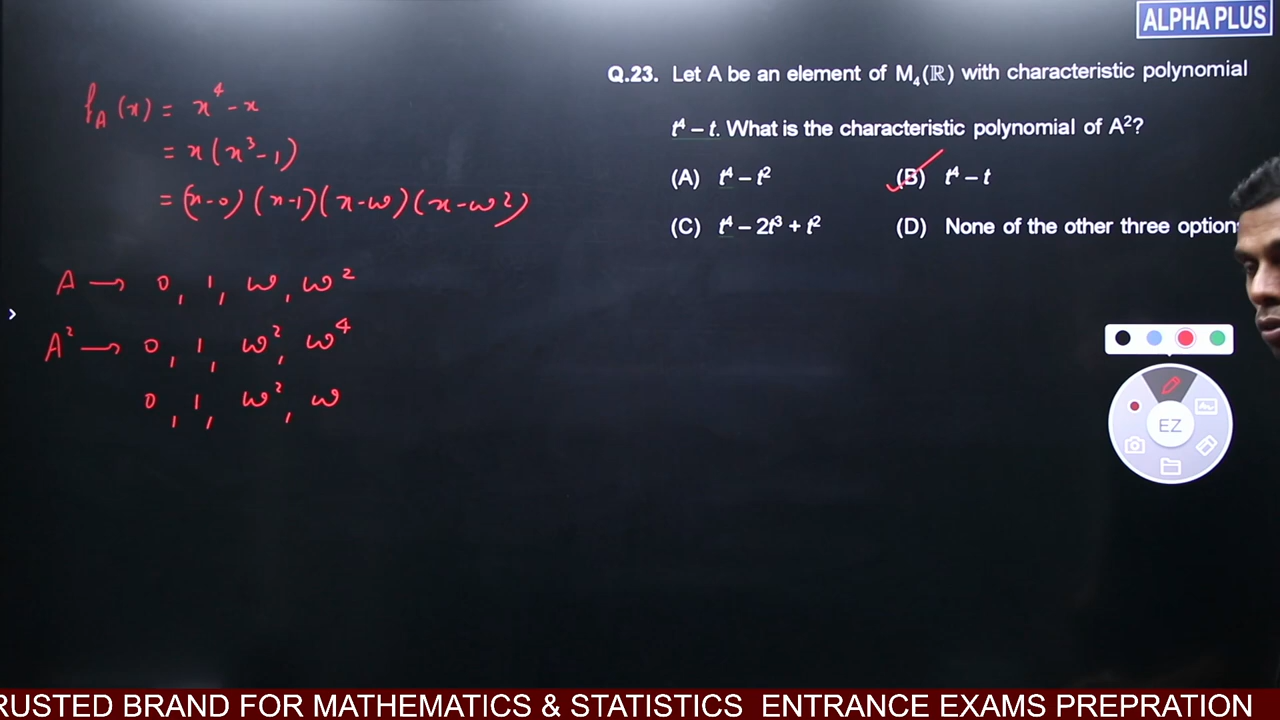 ALPHA PLUS
Q.23. Let A be an element of M₄(ℝ) with characteristic polynomial
t⁴ – t. What is the characteristic polynomial of A²?
(A) t⁴ – t² (B) t⁴ – t
(C) t⁴ – 2t³ + t² (D) None of the other three option
f_A (x) = x⁴ - x
= x(x³-1)
= (x-0)(x-1)(x-ω)(x-ω²)
A → 0, 1, ω, ω²
A² → 0, 1, ω², ω⁴
0, 1, ω², ω
EZ
RUSTED BRAND FOR MATHEMATICS & STATISTICS ENTRANCE EXAMS PREPRATION